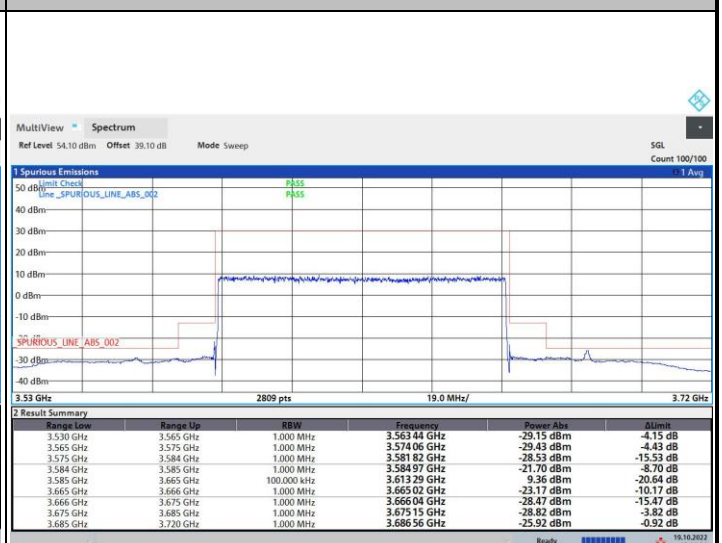 MultiView Spectrum
Ref Level 54.10 dBm Offset 39.10 dB Mode Sweep SGL
Count 100/100
1 Spurious Emissions 1 Avg
50 dBm Limit Check PASS
Line _SPURIOUS_LINE_ABS_002 PASS
40 dBm
30 dBm
20 dBm
10 dBm
0 dBm
-10 dBm
_SPURIOUS_LINE_ABS_002
-30 dBm
-40 dBm
3.53 GHz 2809 pts 19.0 MHz/ 3.72 GHz
2 Result Summary
Range Low Range Up RBW Frequency Power Abs ΔLimit
3.530 GHz 3.565 GHz 1.000 MHz 3.563 44 GHz -29.15 dBm -4.15 dB
3.565 GHz 3.575 GHz 1.000 MHz 3.574 06 GHz -29.43 dBm -4.43 dB
3.575 GHz 3.584 GHz 1.000 MHz 3.581 82 GHz -28.53 dBm -15.53 dB
3.584 GHz 3.585 GHz 1.000 MHz 3.584 97 GHz -21.70 dBm -8.70 dB
3.585 GHz 3.665 GHz 100.000 kHz 3.613 29 GHz 9.36 dBm -20.64 dB
3.665 GHz 3.666 GHz 1.000 MHz 3.665 02 GHz -23.17 dBm -10.17 dB
3.666 GHz 3.675 GHz 1.000 MHz 3.666 04 GHz -28.47 dBm -15.47 dB
3.675 GHz 3.685 GHz 1.000 MHz 3.675 15 GHz -28.82 dBm -3.82 dB
3.685 GHz 3.720 GHz 1.000 MHz 3.686 56 GHz -25.92 dBm -0.92 dB
Ready 19.10.2022